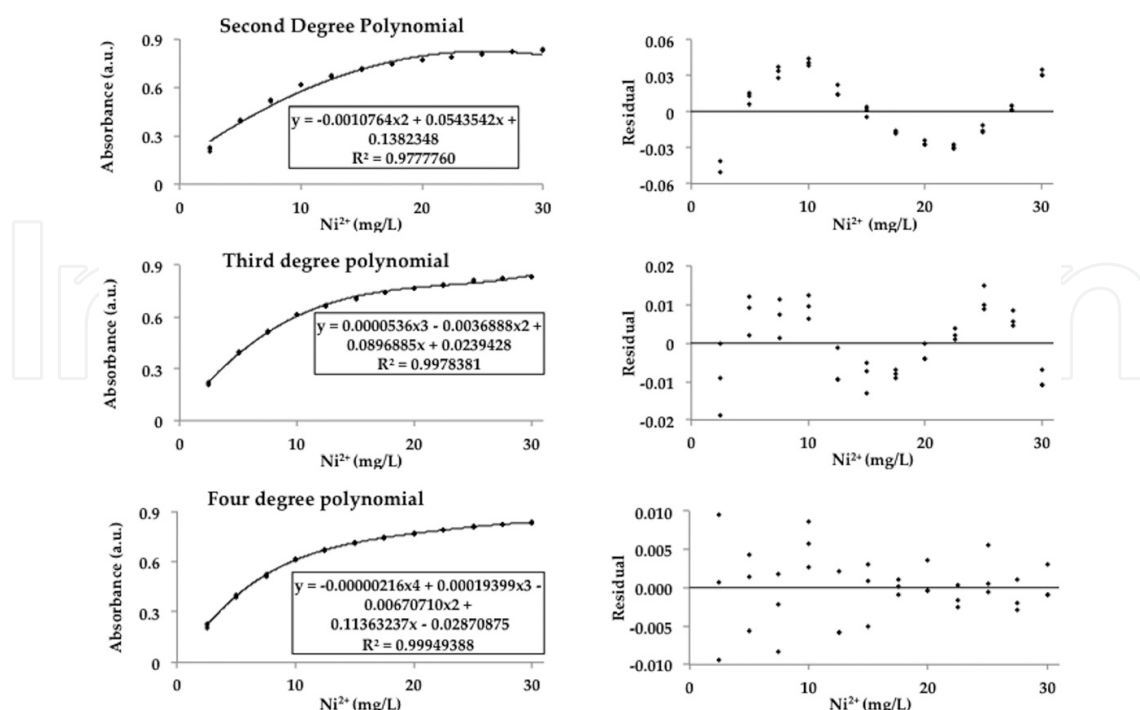 Second Degree Polynomial
Absorbance (a.u.)
0.9
0.6
0.3
0
y = -0.0010764x2 + 0.0543542x +
0.1382348
R² = 0.9777760
0 10 20 30
Ni²⁺ (mg/L)
Residual
0.06
0.03
0
-0.03
-0.06
0 10 20 30
Ni²⁺ (mg/L)
Third degree polynomial
Absorbance (a.u.)
0.9
0.6
0.3
0
y = 0.0000536x3 - 0.0036888x2 +
0.0896885x + 0.0239428
R² = 0.9978381
0 10 20 30
Ni²⁺ (mg/L)
Residual
0.02
0.01
0
-0.01
-0.02
0 10 20 30
Ni²⁺ (mg/L)
Four degree polynomial
Absorbance (a.u.)
0.9
0.6
0.3
0
y = -0.00000216x4 + 0.00019399x3 -
0.00670710x2 +
0.11363237x - 0.02870875
R² = 0.99949388
0 10 20 30
Ni²⁺ (mg/L)
Residual
0.010
0.005
0.000
-0.005
-0.010
0 10 20 30
Ni²⁺ (mg/L)